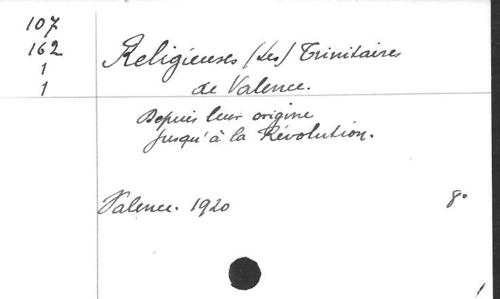 107
162
1
1
Religieuses (Les) Trinitaires
de Valence.
Depuis leur origine
jusqu'à la Révolution.
Valence. 1920 8°
1